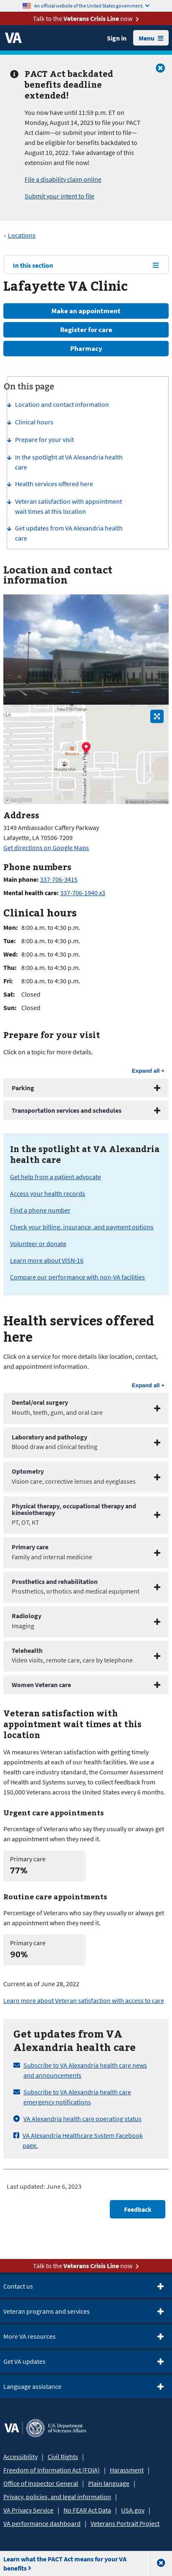 An official website of the United States government.
Talk to the Veterans Crisis Line now
VA
Sign in
Menu
PACT Act backdated
benefits deadline
extended!
You now have until 11:59 p.m. ET on
Monday, August 14, 2023 to file your PACT
Act claim—or submit your intent to file—
and be eligible for benefits backdated to
August 10, 2022. Take advantage of this
extension and file now!
File a disability claim online
Submit your intent to file
‹ Locations
In this section
Lafayette VA Clinic
Make an appointment
Register for care
Pharmacy
On this page
Location and contact information
Clinical hours
Prepare for your visit
In the spotlight at VA Alexandria health
care
Health services offered here
Veteran satisfaction with appointment
wait times at this location
Get updates from VA Alexandria health
care
Location and contact
information
mapbox
Address
3149 Ambassador Caffery Parkway
Lafayette, LA 70506-7209
Get directions on Google Maps
Phone numbers
Main phone: 337-706-3415
Mental health care: 337-706-1940 x3
Clinical hours
Mon: 8:00 a.m. to 4:30 p.m.
Tue: 8:00 a.m. to 4:30 p.m.
Wed: 8:00 a.m. to 4:30 p.m.
Thu: 8:00 a.m. to 4:30 p.m.
Fri: 8:00 a.m. to 4:30 p.m.
Sat: Closed
Sun: Closed
Prepare for your visit
Click on a topic for more details.
Expand all +
Parking
Transportation services and schedules
In the spotlight at VA Alexandria
health care
Get help from a patient advocate
Access your health records
Find a phone number
Check your billing, insurance, and payment options
Volunteer or donate
Learn more about VISN-16
Compare our performance with non-VA facilities
Health services offered
here
Click on a service for more details like location, contact,
and appointment information.
Expand all +
Dental/oral surgery
Mouth, teeth, gum, and oral care
Laboratory and pathology
Blood draw and clinical testing
Optometry
Vision care, corrective lenses and eyeglasses
Physical therapy, occupational therapy and
kinesiotherapy
PT, OT, KT
Primary care
Family and internal medicine
Prosthetics and rehabilitation
Prosthetics, orthotics and medical equipment
Radiology
Imaging
Telehealth
Video visits, remote care, care by telephone
Women Veteran care
Veteran satisfaction with
appointment wait times at this
location
VA measures Veteran satisfaction with getting timely
appointments at each of our health facilities. We use a
health care industry standard, the Consumer Assessment
of Health and Systems survey, to collect feedback from
150,000 Veterans across the United States every 6 months.
Urgent care appointments
Percentage of Veterans who say they usually or always get
an appointment when they need it.
Primary care
77%
Routine care appointments
Percentage of Veterans who say they usually or always get
an appointment when they need it.
Primary care
90%
Current as of June 28, 2022
Learn more about Veteran satisfaction with access to care
Get updates from VA
Alexandria health care
Subscribe to VA Alexandria health care news
and announcements
Subscribe to VA Alexandria health care
emergency notifications
VA Alexandria health care operating status
VA Alexandria Healthcare System Facebook
page.
Last updated: June 6, 2023
Feedback
Talk to the Veterans Crisis Line now
Contact us
Veteran programs and services
More VA resources
Get VA updates
Language assistance
VA U.S. Department
of Veterans Affairs
Accessibility | Civil Rights |
Freedom of Information Act (FOIA) | Harassment |
Office of Inspector General | Plain language |
Privacy, policies, and legal information |
VA Privacy Service | No FEAR Act Data | USA.gov |
VA performance dashboard | Veterans Portrait Project
Learn what the PACT Act means for your VA
benefits